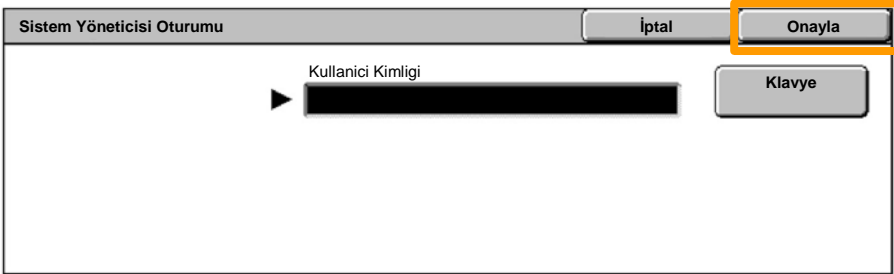 Sistem Yöneticisi Oturumu
İptal
Onayla
Kullanici Kimligi
Klavye